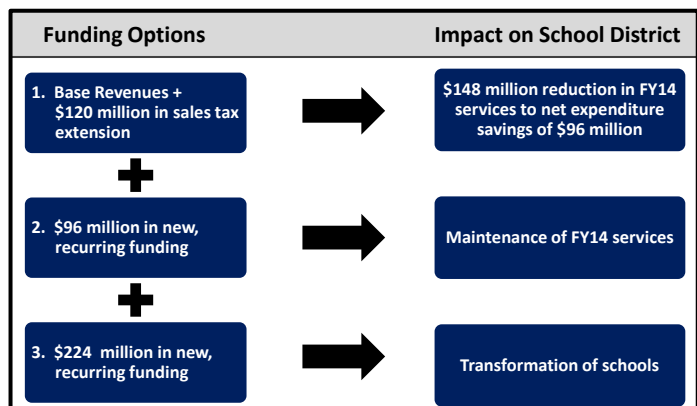 Funding Options
Impact on School District
1. Base Revenues +
$120 million in sales tax
extension
$148 million reduction in FY14
services to net expenditure
savings of $96 million
2. $96 million in new,
recurring funding
Maintenance of FY14 services
3. $224 million in new,
recurring funding
Transformation of schools